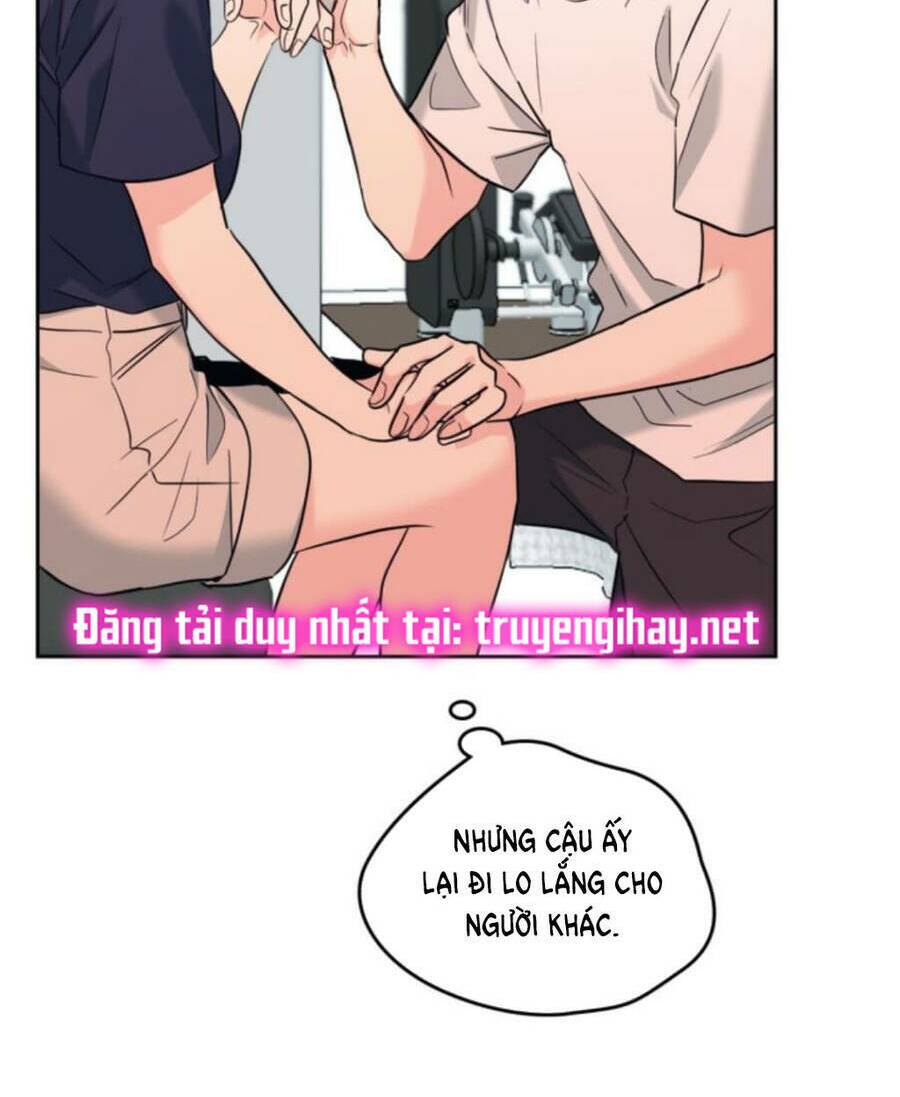 Đăng tải duy nhất tại: truyengihay.net
NHƯNG CẬU ẤY
LẠI ĐI LO LẮNG CHO
NGƯỜI KHÁC.